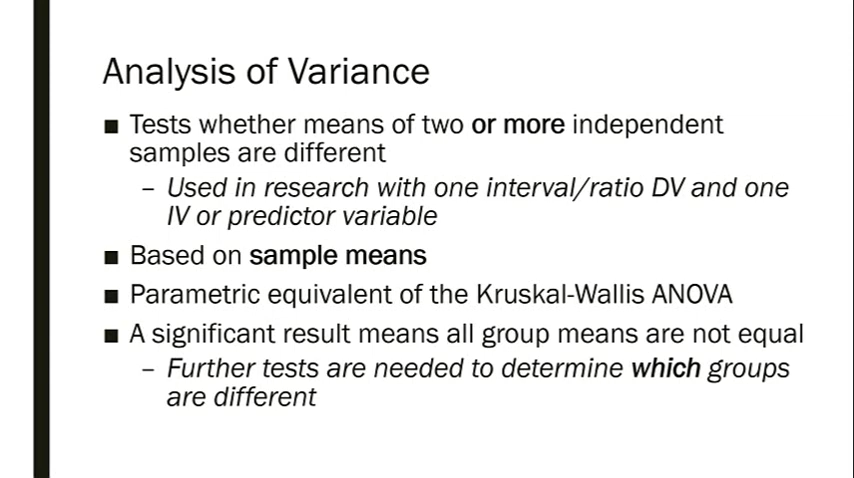 Analysis of Variance
■ Tests whether means of two or more independent
samples are different
– Used in research with one interval/ratio DV and one
IV or predictor variable
■ Based on sample means
■ Parametric equivalent of the Kruskal-Wallis ANOVA
■ A significant result means all group means are not equal
– Further tests are needed to determine which groups
are different